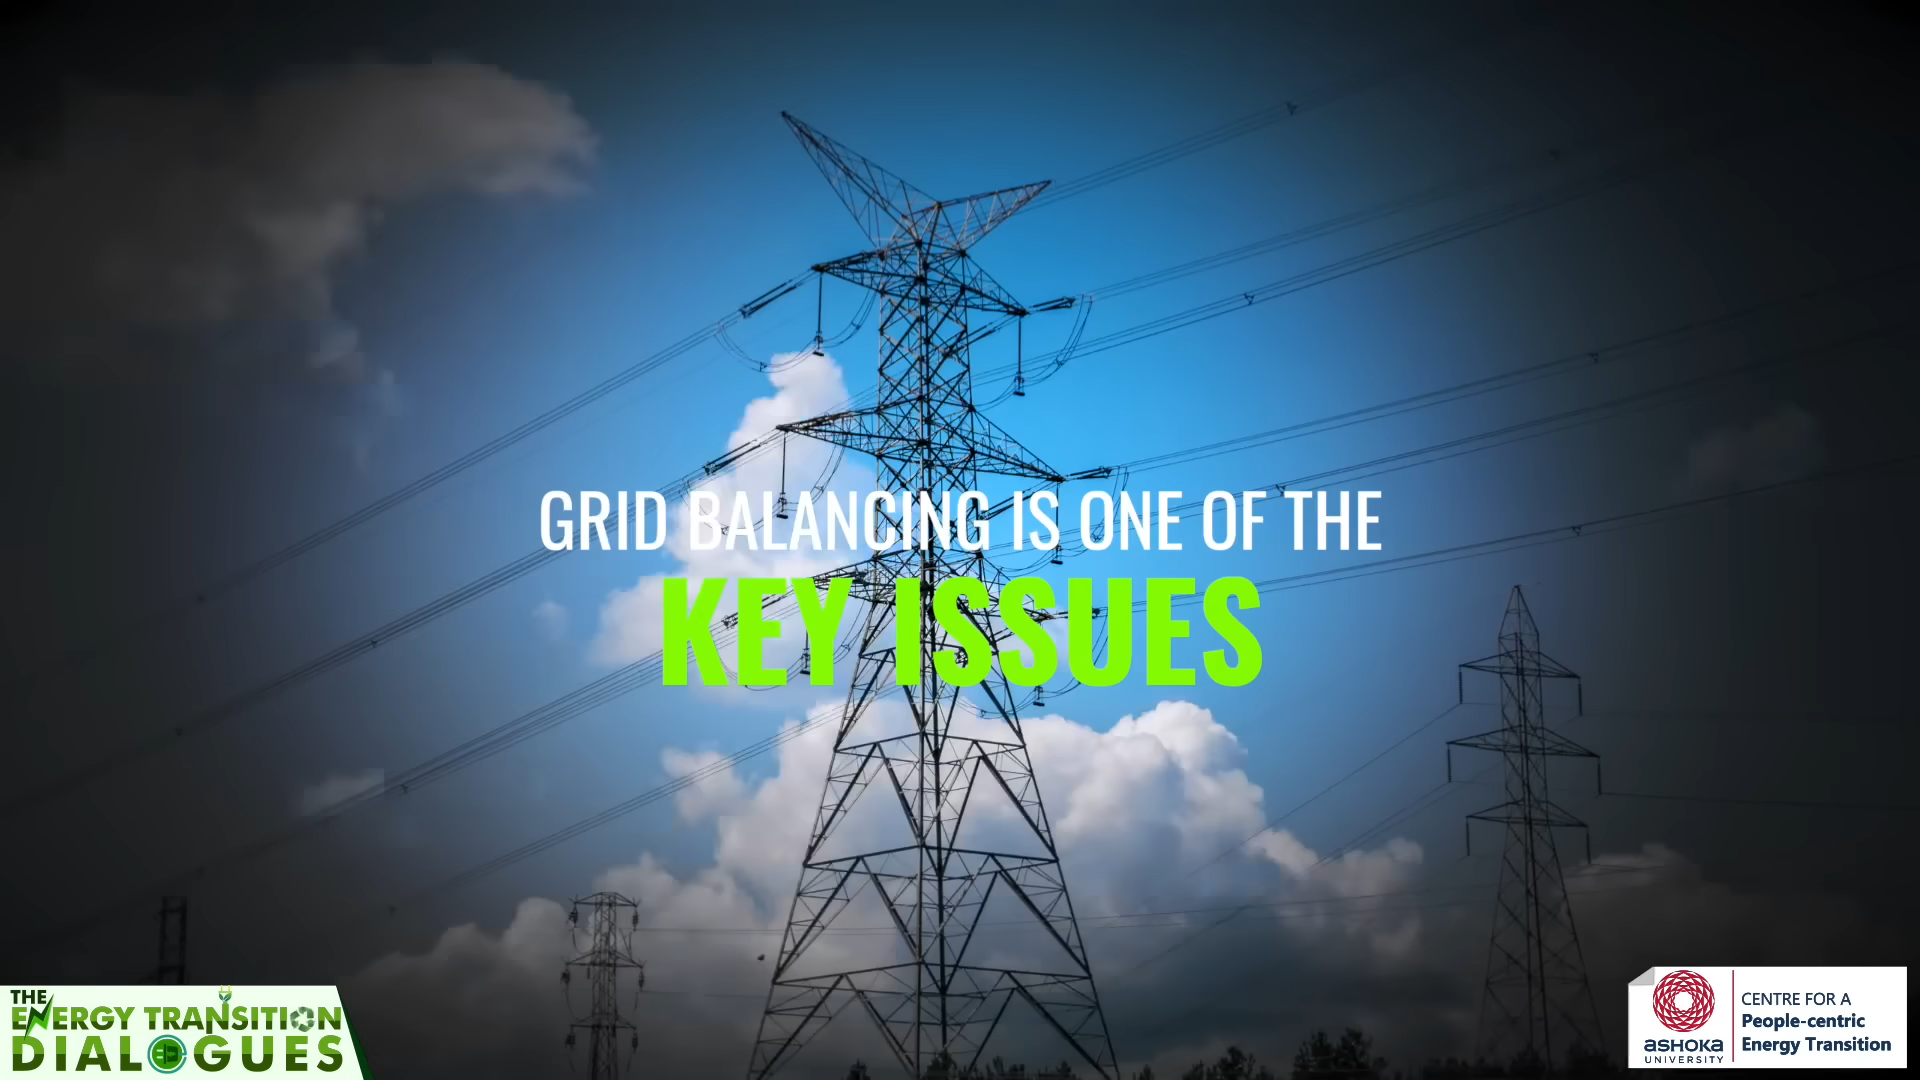 GRID BALANCING IS ONE OF THE
KEY ISSUES
THE
ENERGY TRANSITION
DIALOGUES
ASHOKA
UNIVERSITY
CENTRE FOR A
People-centric
Energy Transition